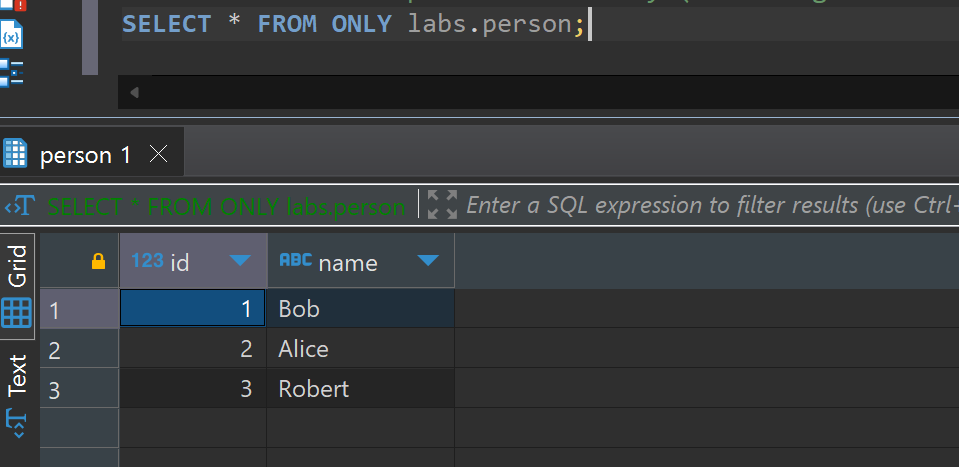 SELECT * FROM ONLY labs.person;
person 1
SELECT * FROM ONLY labs.person
Enter a SQL expression to filter results (use Ctrl-
Grid
Text
123 id
ABC name
1 1 Bob
2 2 Alice
3 3 Robert